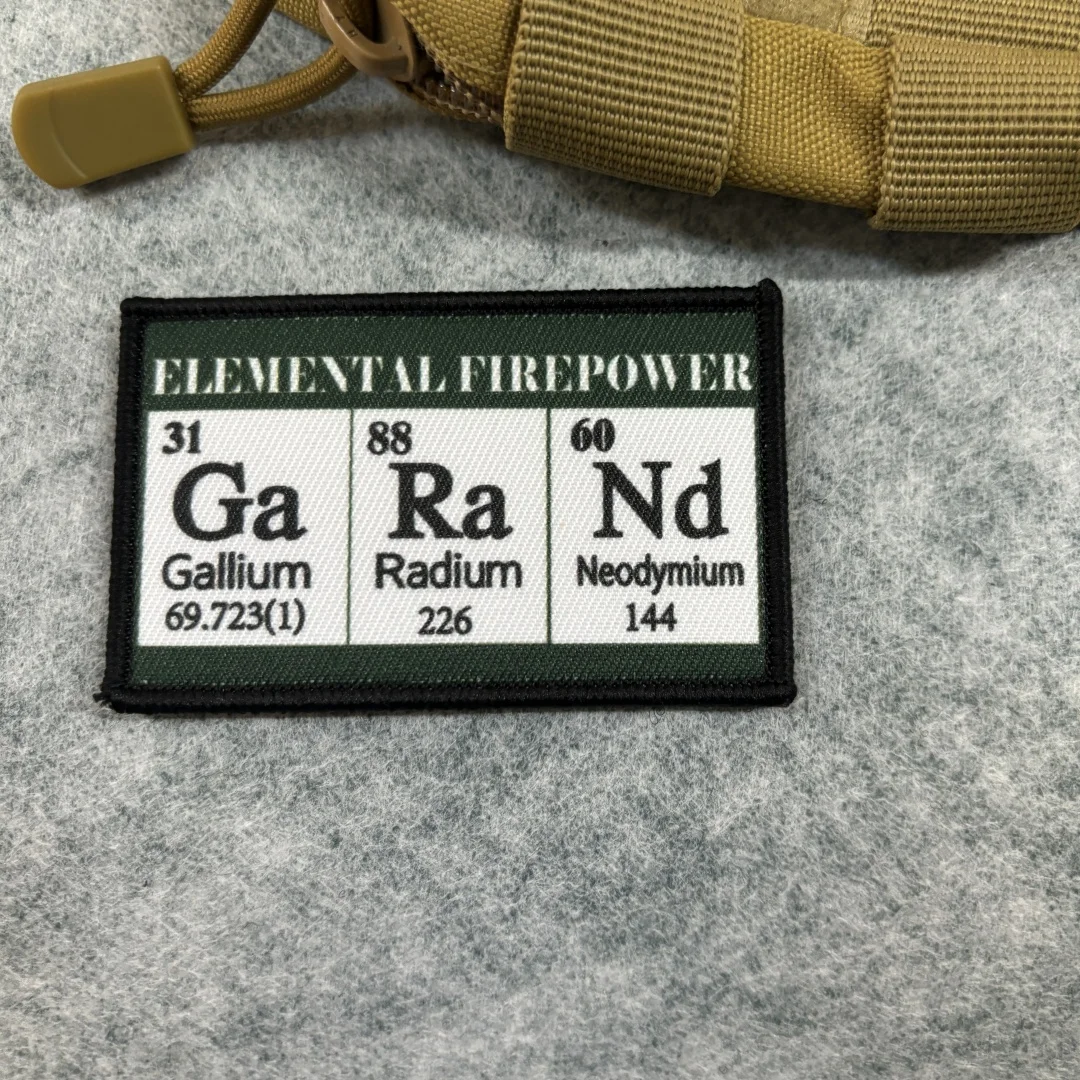 ELEMENTAL FIREPOWER
31 88 60
Ga Ra Nd
Gallium Radium Neodymium
69.723(1) 226 144